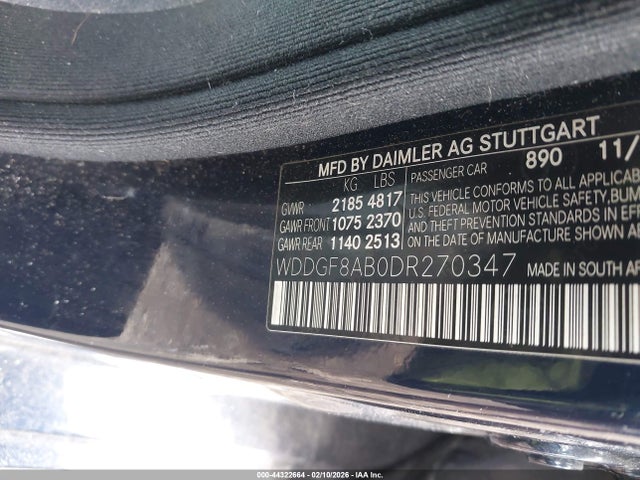 MFD BY DAIMLER AG STUTTGART
KG LBS
GVWR 2185 4817
GAWR FRONT 1075 2370
GAWR REAR 1140 2513
PASSENGER CAR 890 11/
THIS VEHICLE CONFORMS TO ALL APPLICABL
U.S. FEDERAL MOTOR VEHICLE SAFETY, BUM
AND THEFT PREVENTION STANDARDS IN EFF
ON THE DATE OF MANUFACTURE SHOWN AB
WDDGF8AB0DR270347 MADE IN SOUTH AF
000-44322664 - 02/10/2026 - © IAA Inc.